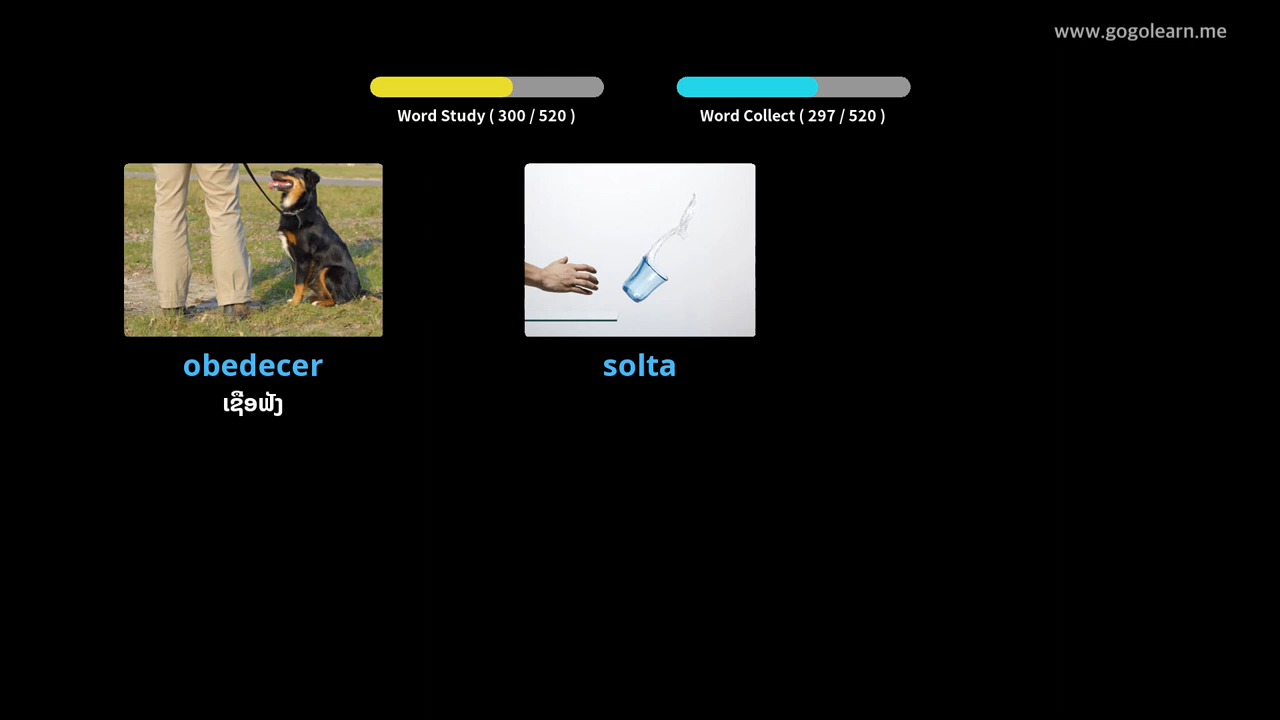 www.gogolearn.me
Word Study ( 300 / 520 )
Word Collect ( 297 / 520 )
obedecer
solta
ເຊື່ອຟັງ